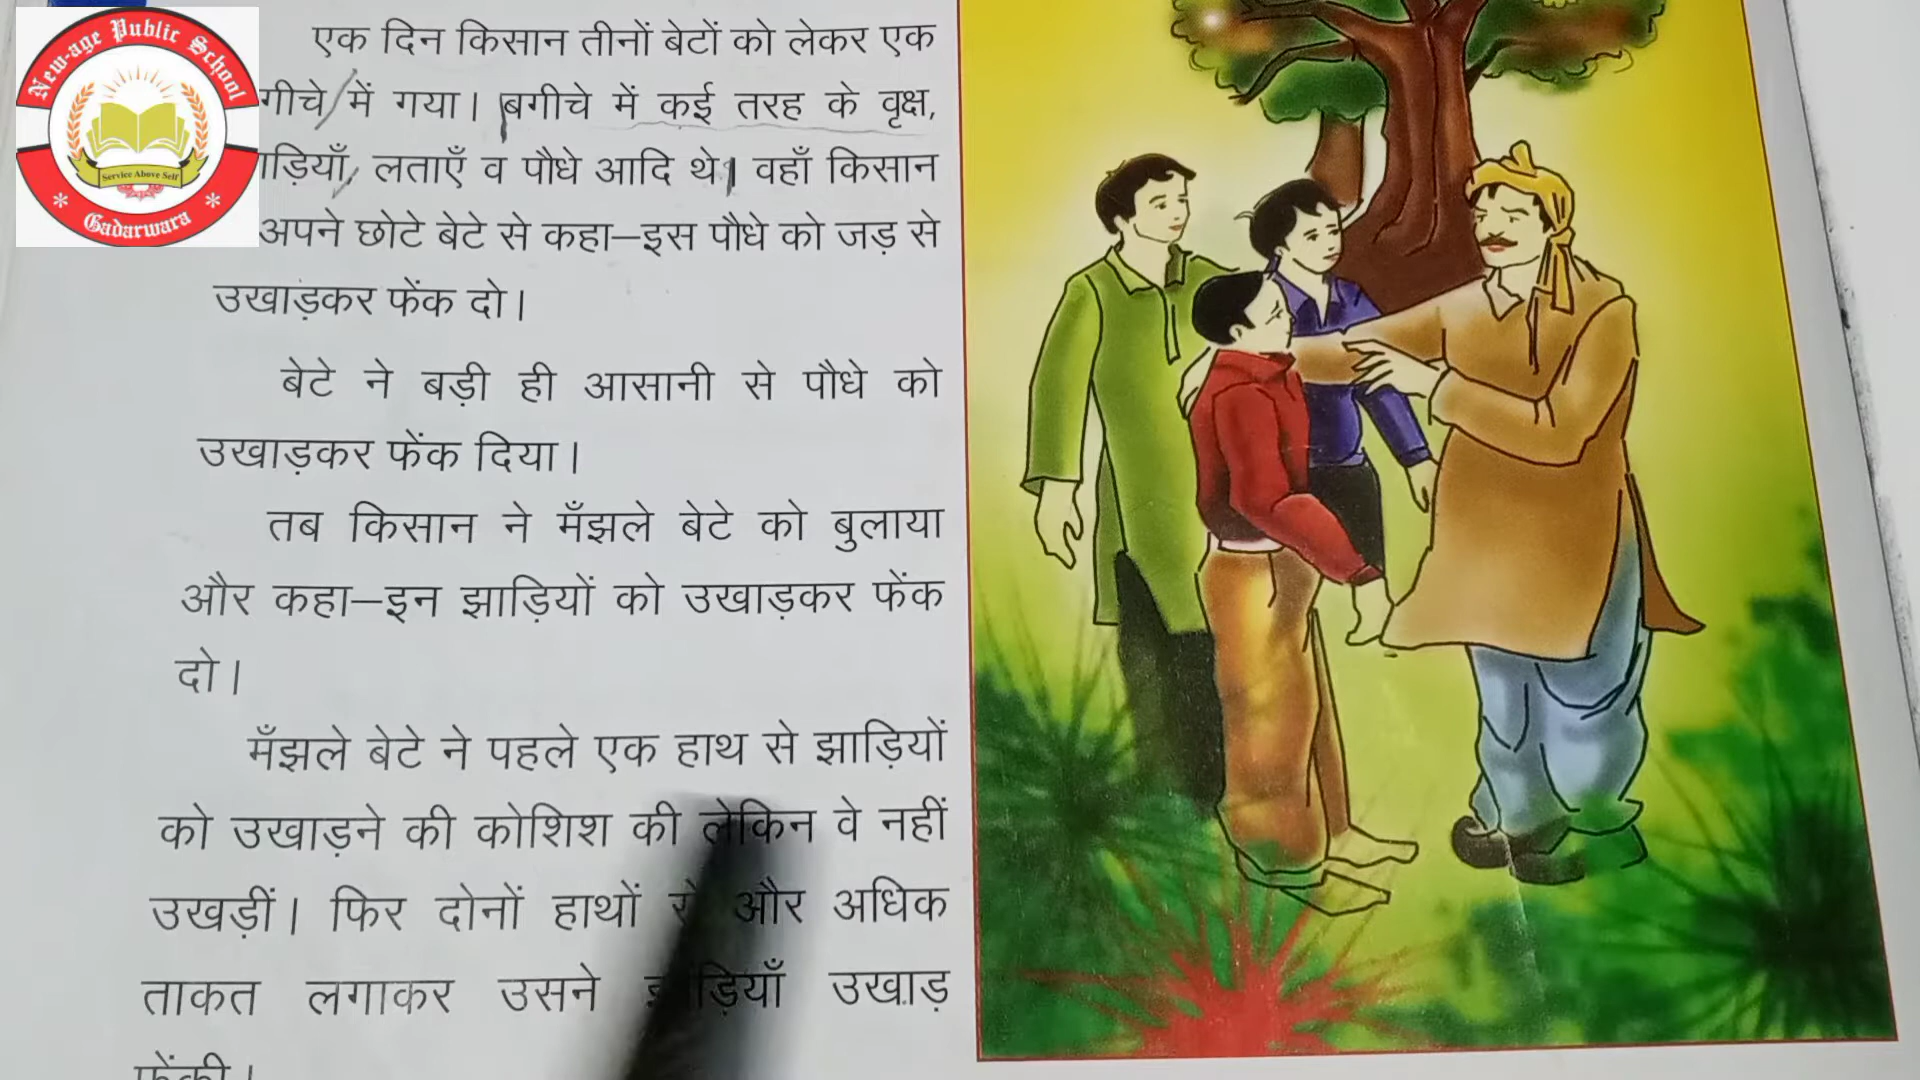 New-age Public School
Service Above Self
Gadarwara
एक दिन किसान तीनों बेटों को लेकर एक
गीचे में गया। बगीचे में कई तरह के वृक्ष,
ड़ियाँ, लताएँ व पौधे आदि थे। वहाँ किसान
अपने छोटे बेटे से कहा–इस पौधे को जड़ से
उखाड़कर फेंक दो।
बेटे ने बड़ी ही आसानी से पौधे को
उखाड़कर फेंक दिया।
तब किसान ने मँझले बेटे को बुलाया
और कहा–इन झाड़ियों को उखाड़कर फेंक
दो।
मँझले बेटे ने पहले एक हाथ से झाड़ियों
को उखाड़ने की कोशिश की लेकिन वे नहीं
उखड़ीं। फिर दोनों हाथों से और अधिक
ताकत लगाकर उसने झाड़ियाँ उखाड़
फेंकी।